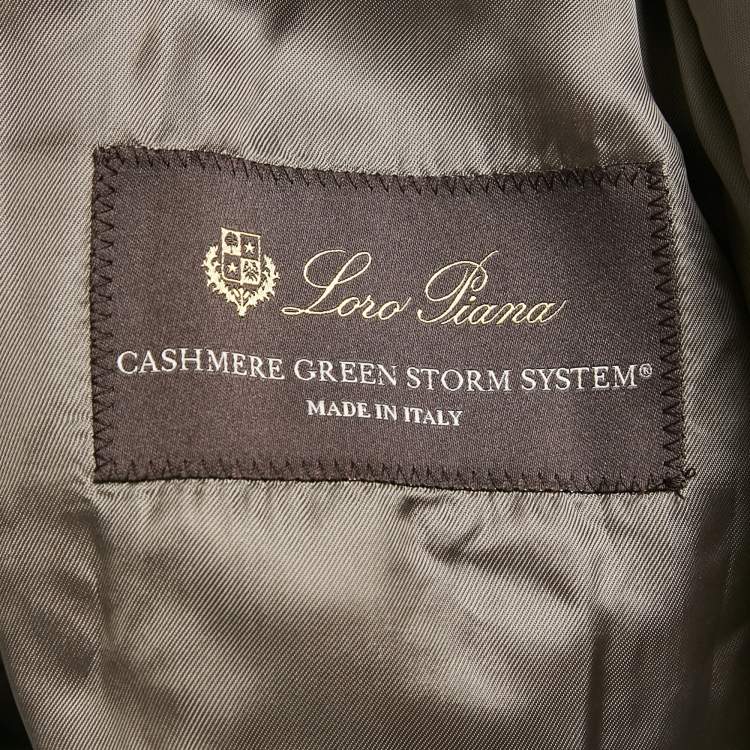 Loro Piana
CASHMERE GREEN STORM SYSTEM®
MADE IN ITALY